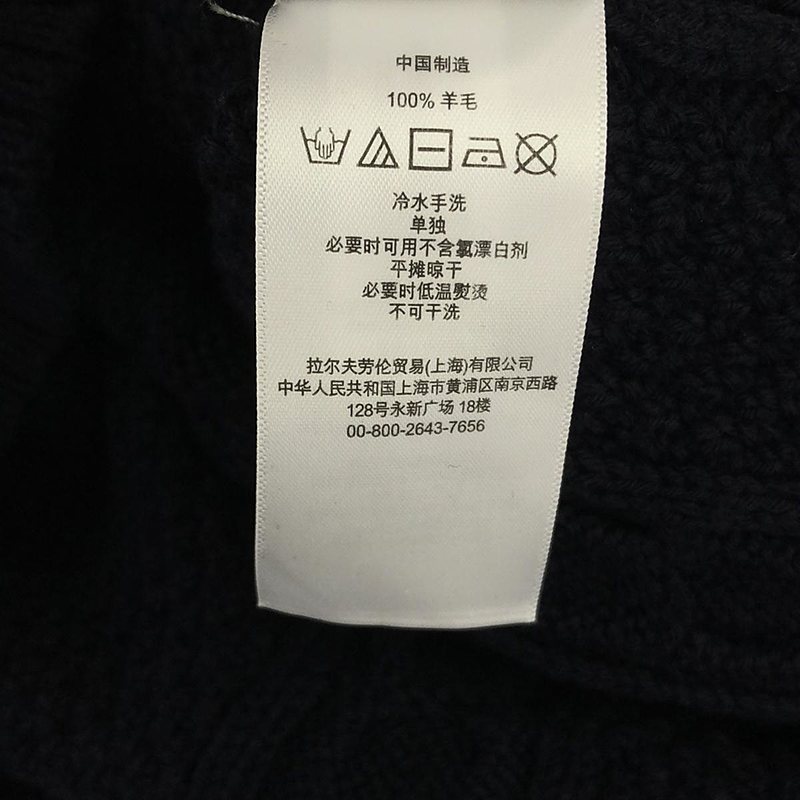 中国制造
100% 羊毛
冷水手洗
单独
必要时可用不含氯漂白剂
平摊晾干
必要时低温熨烫
不可干洗
拉尔夫劳伦贸易(上海)有限公司
中华人民共和国上海市黄浦区南京西路
128号永新广场 18楼
00-800-2643-7656